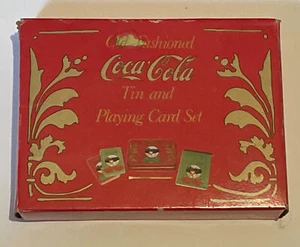 Old Fashioned
Coca-Cola
Tin and
Playing Card Set